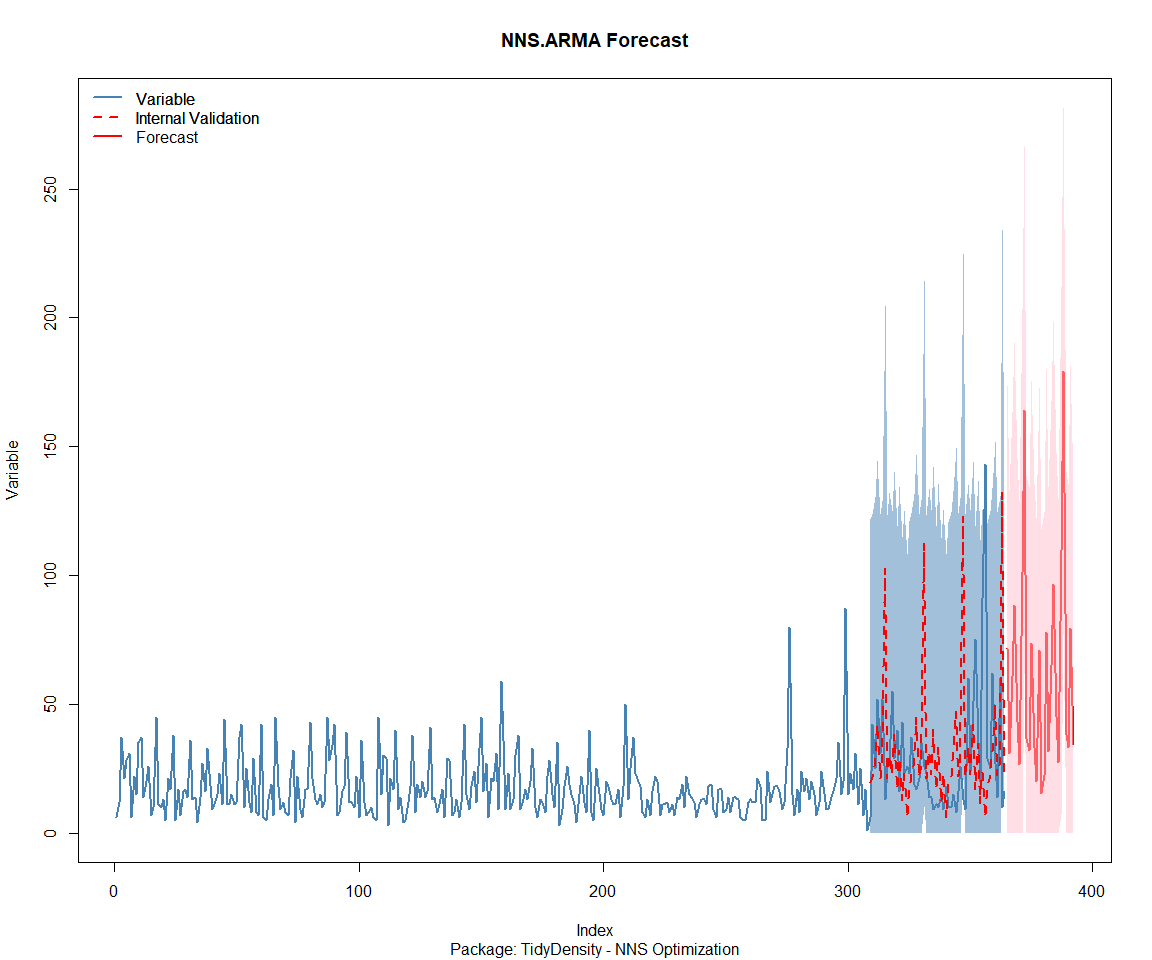 NNS.ARMA Forecast
Variable
Internal Validation
Forecast
Variable
250
200
150
100
50
0
0
100
200
300
400
Index
Package: TidyDensity - NNS Optimization